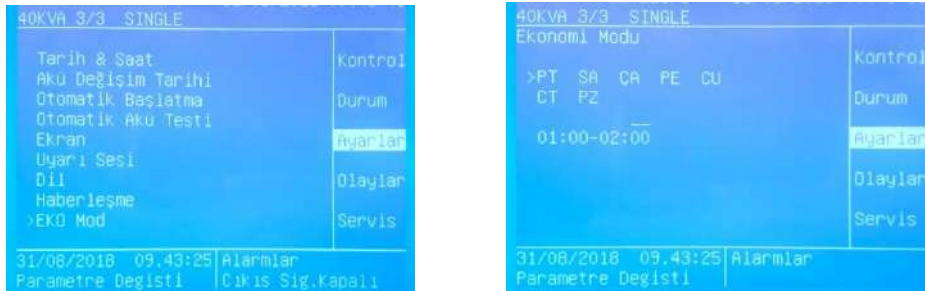 40KVA 3/3 SINGLE
Tarih & Saat
Akü Değişim Tarihi
Otomatik Başlatma
Otomatik Akü Testi
Ekran
Uyarı Sesi
Dil
Haberleşme
>EKO Mod
Kontrol
Durum
Ayarlar
Olaylar
Servis
31/08/2018 09.43:25
Parametre Degisti
Alarmlar
Cıkıs Sig.Kapalı
40KVA 3/3 SINGLE
Ekonomi Modu
>PT SA ÇA PE CU
CT PZ
01:00-02:00
Kontrol
Durum
Ayarlar
Olaylar
Servis
31/08/2018 09.43:25
Parametre Degisti
Alarmlar